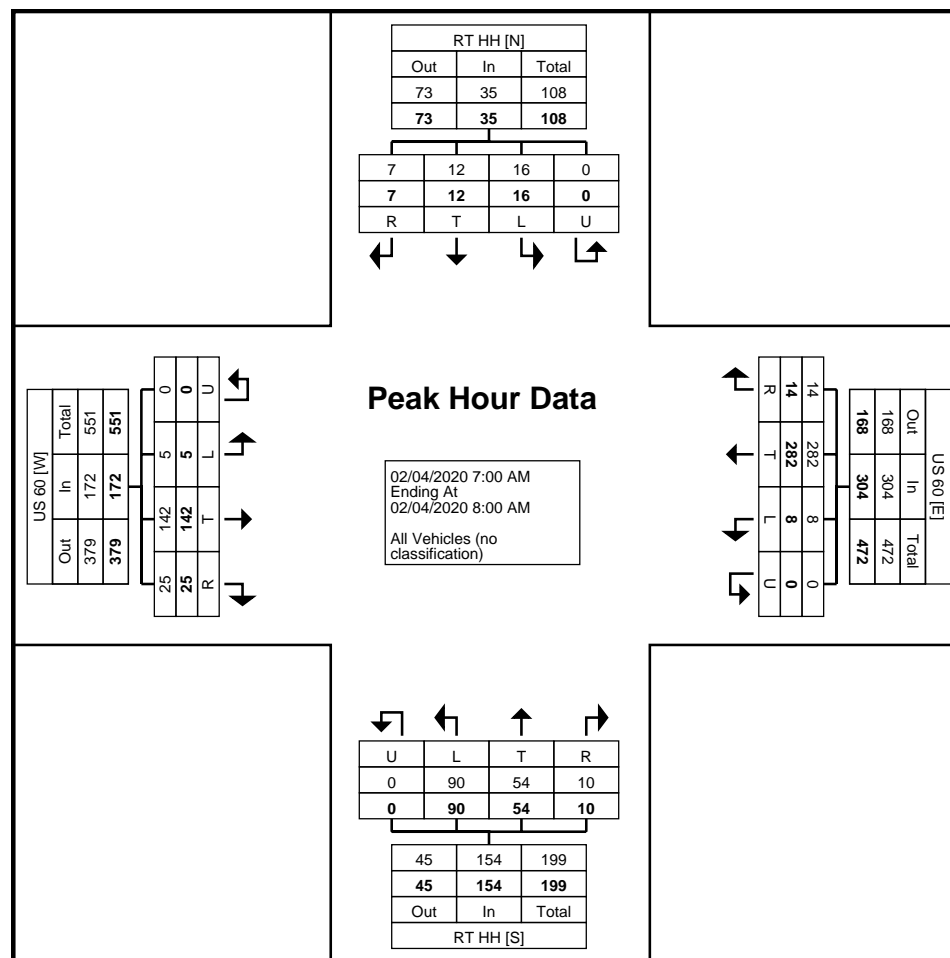 RT HH [N]
Out In Total
73 35 108
73 35 108
7 12 16 0
7 12 16 0
R T L U
US 60 [W]
Total In Out
551 172 379
551 172 379
0 5 142 25
0 5 142 25
U L T R
Peak Hour Data
02/04/2020 7:00 AM
Ending At
02/04/2020 8:00 AM
All Vehicles (no
classification)
R T L U
14 282 8 0
14 282 8 0
168 304 472
168 304 472
Out In Total
US 60 [E]
U L T R
0 90 54 10
0 90 54 10
45 154 199
45 154 199
Out In Total
RT HH [S]